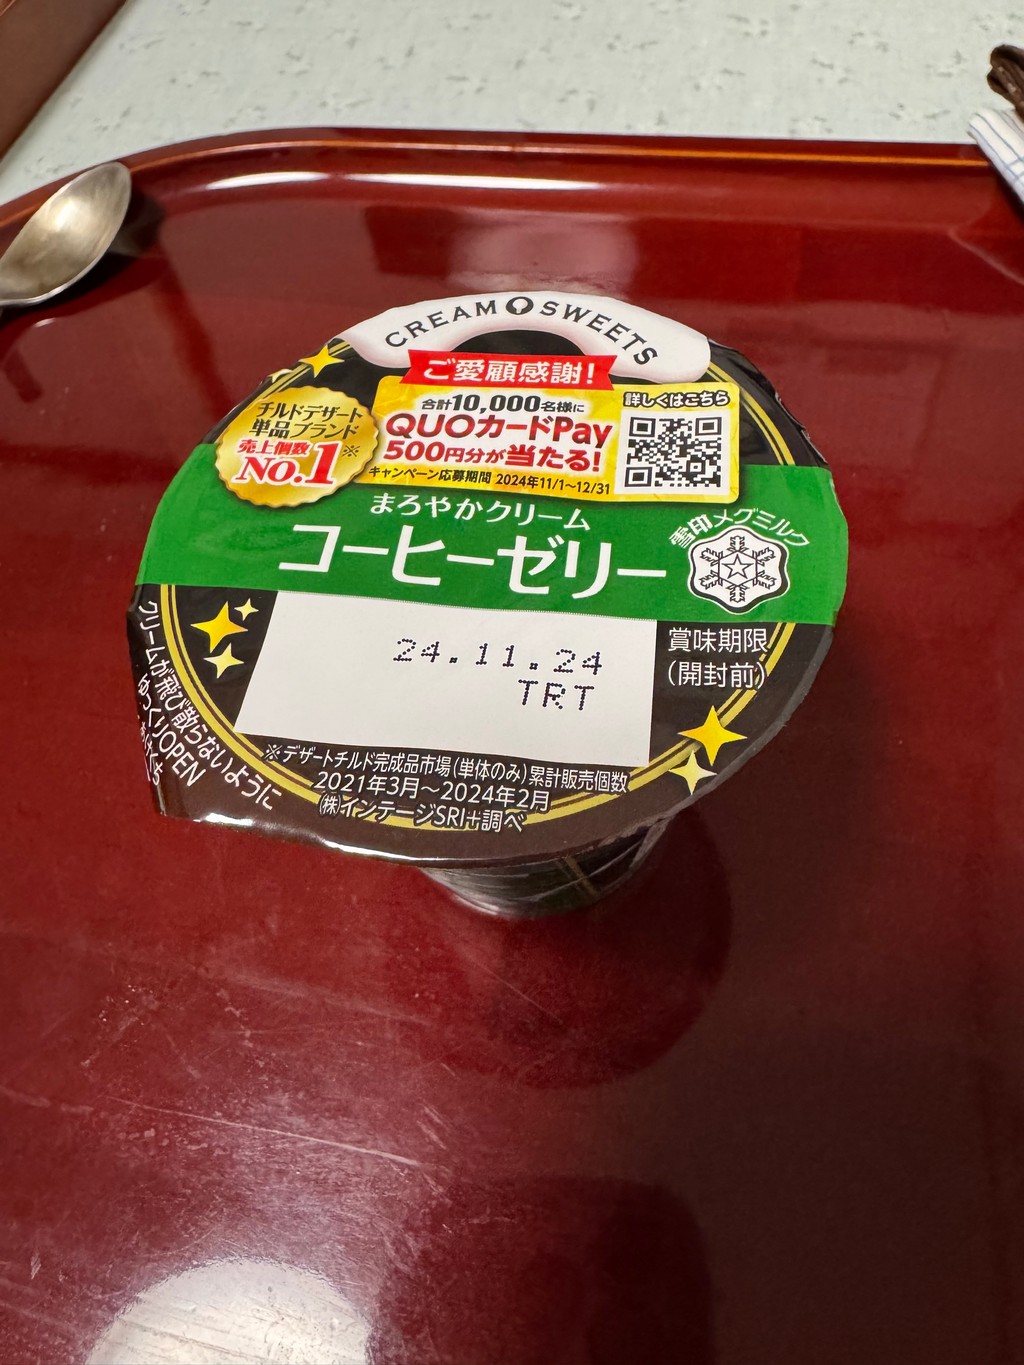 CREAM SWEETS
ご愛顧感謝！
チルドデザート
単品ブランド
売上個数※
No.1
合計10,000名様に
QUOカードPay
500円分が当たる！
キャンペーン応募期間 2024年11/1～12/31
詳しくはこちら
まろやかクリーム
コーヒーゼリー
雪印メグミルク
24.11.24
TRT
賞味期限
(開封前)
クリームが飛び散らないように
ゆっくりOPEN
※デザートチルド完成品市場(単体のみ)累計販売個数
2021年3月～2024年2月
㈱インテージSRI+調べ